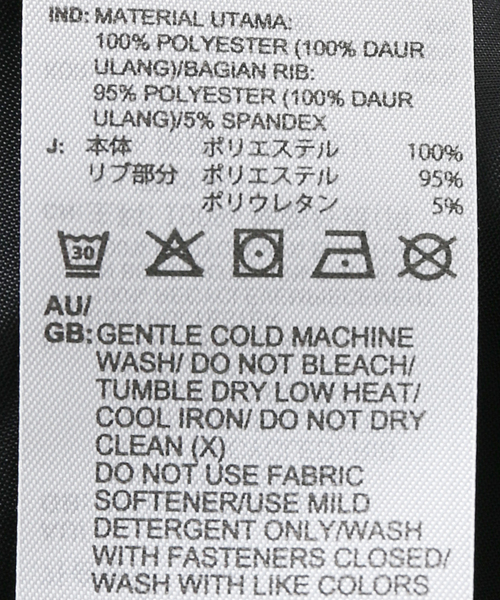 IND: MATERIAL UTAMA:
100% POLYESTER (100% DAUR
ULANG)/BAGIAN RIB:
95% POLYESTER (100% DAUR
ULANG)/5% SPANDEX
J: 本体 ポリエステル 100%
リブ部分 ポリエステル 95%
ポリウレタン 5%
30
AU/
GB: GENTLE COLD MACHINE
WASH/ DO NOT BLEACH/
TUMBLE DRY LOW HEAT/
COOL IRON/ DO NOT DRY
CLEAN (X)
DO NOT USE FABRIC
SOFTENER/USE MILD
DETERGENT ONLY/WASH
WITH FASTENERS CLOSED/
WASH WITH LIKE COLORS